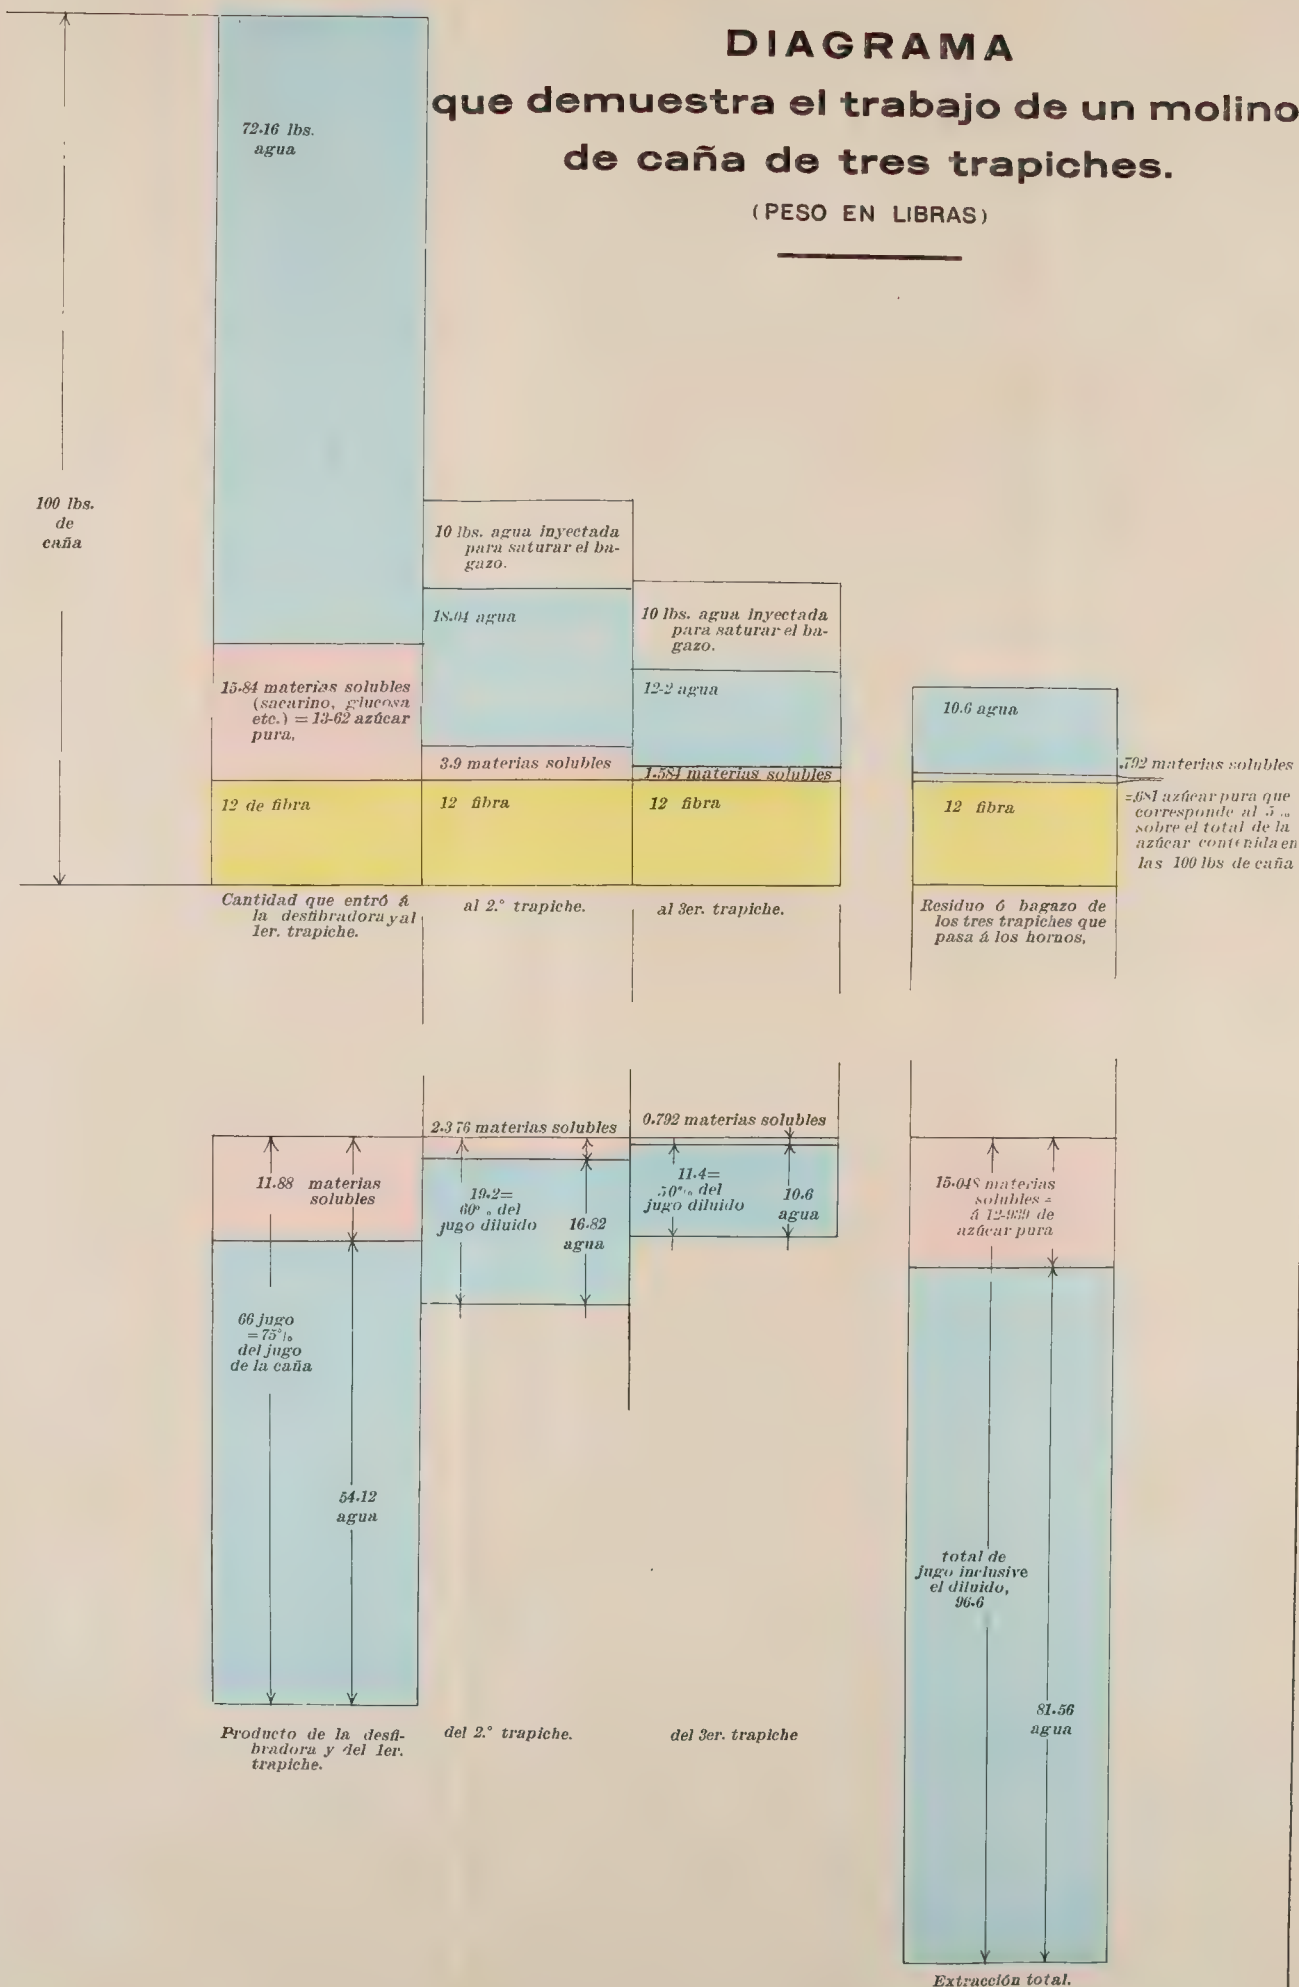 DIAGRAMA
que demuestra el trabajo de un molino
de caña de tres trapiches.
(PESO EN LIBRAS)
100 lbs.
de
caña
72.16 lbs.
agua
15.84 materias solubles
(sacarino, glucosa
etc.) = 13-62 azúcar
pura,
12 de fibra
Cantidad que entró á
la desfibradora y al
1er. trapiche.
10 lbs. agua inyectada
para saturar el ba-
gazo.
18.04 agua
3.9 materias solubles
12 fibra
al 2.° trapiche.
10 lbs. agua inyectada
para saturar el ba-
gazo.
12-2 agua
1.584 materias solubles
12 fibra
al 3er. trapiche.
10.6 agua
12 fibra
.792 materias solubles
=.681 azúcar pura que
corresponde al 5 %
sobre el total de la
azúcar contenida en
las 100 lbs de caña
Residuo ó bagazo de
los tres trapiches que
pasa á los hornos,
11.88 materias
solubles
66 jugo
=75%
del jugo
de la caña
54.12
agua
Producto de la desfi-
bradora y del 1er.
trapiche.
2.376 materias solubles
19.2=
60% del
jugo diluido
16.82
agua
del 2.° trapiche.
0.792 materias solubles
11.4=
50% del
jugo diluido
10.6
agua
del 3er. trapiche
15.048 materias
solubles =
á 12-939 de
azúcar pura
total de
jugo inclusive
el diluido,
96.6
81.56
agua
Extracción total.